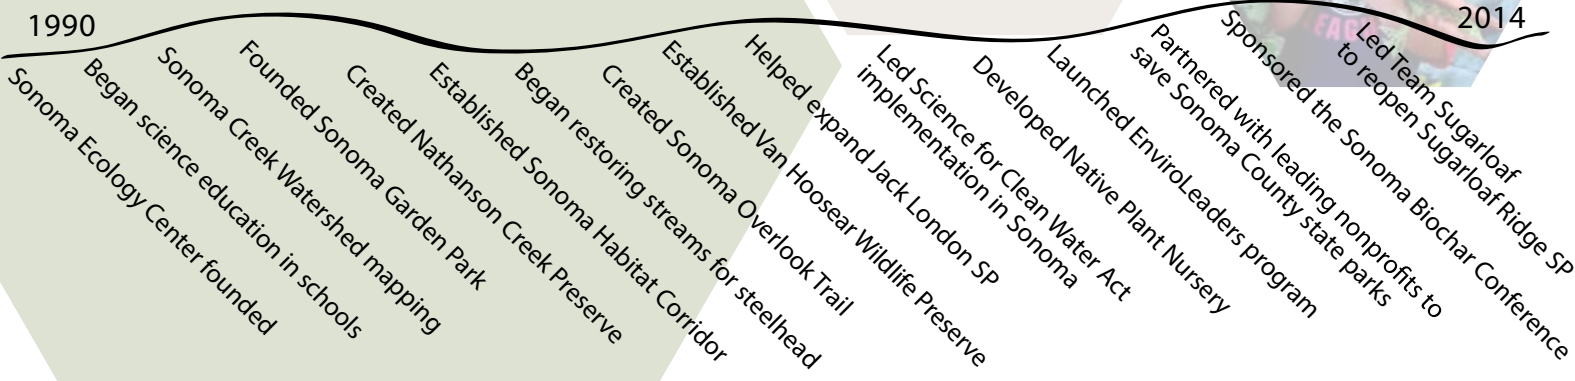 1990
2014
Sonoma Ecology Center founded
Began science education in schools
Sonoma Creek Watershed mapping
Founded Sonoma Garden Park
Created Nathanson Creek Preserve
Established Sonoma Habitat Corridor
Began restoring streams for steelhead
Created Sonoma Overlook Trail
Established Van Hoosear Wildlife Preserve
Helped expand Jack London SP
Led Science for Clean Water Act
implementation in Sonoma
Developed Native Plant Nursery
Launched EnviroLeaders program
Partnered with leading nonprofits to
save Sonoma County state parks
Sponsored the Sonoma Biochar Conference
Led Team Sugarloaf
to reopen Sugarloaf Ridge SP